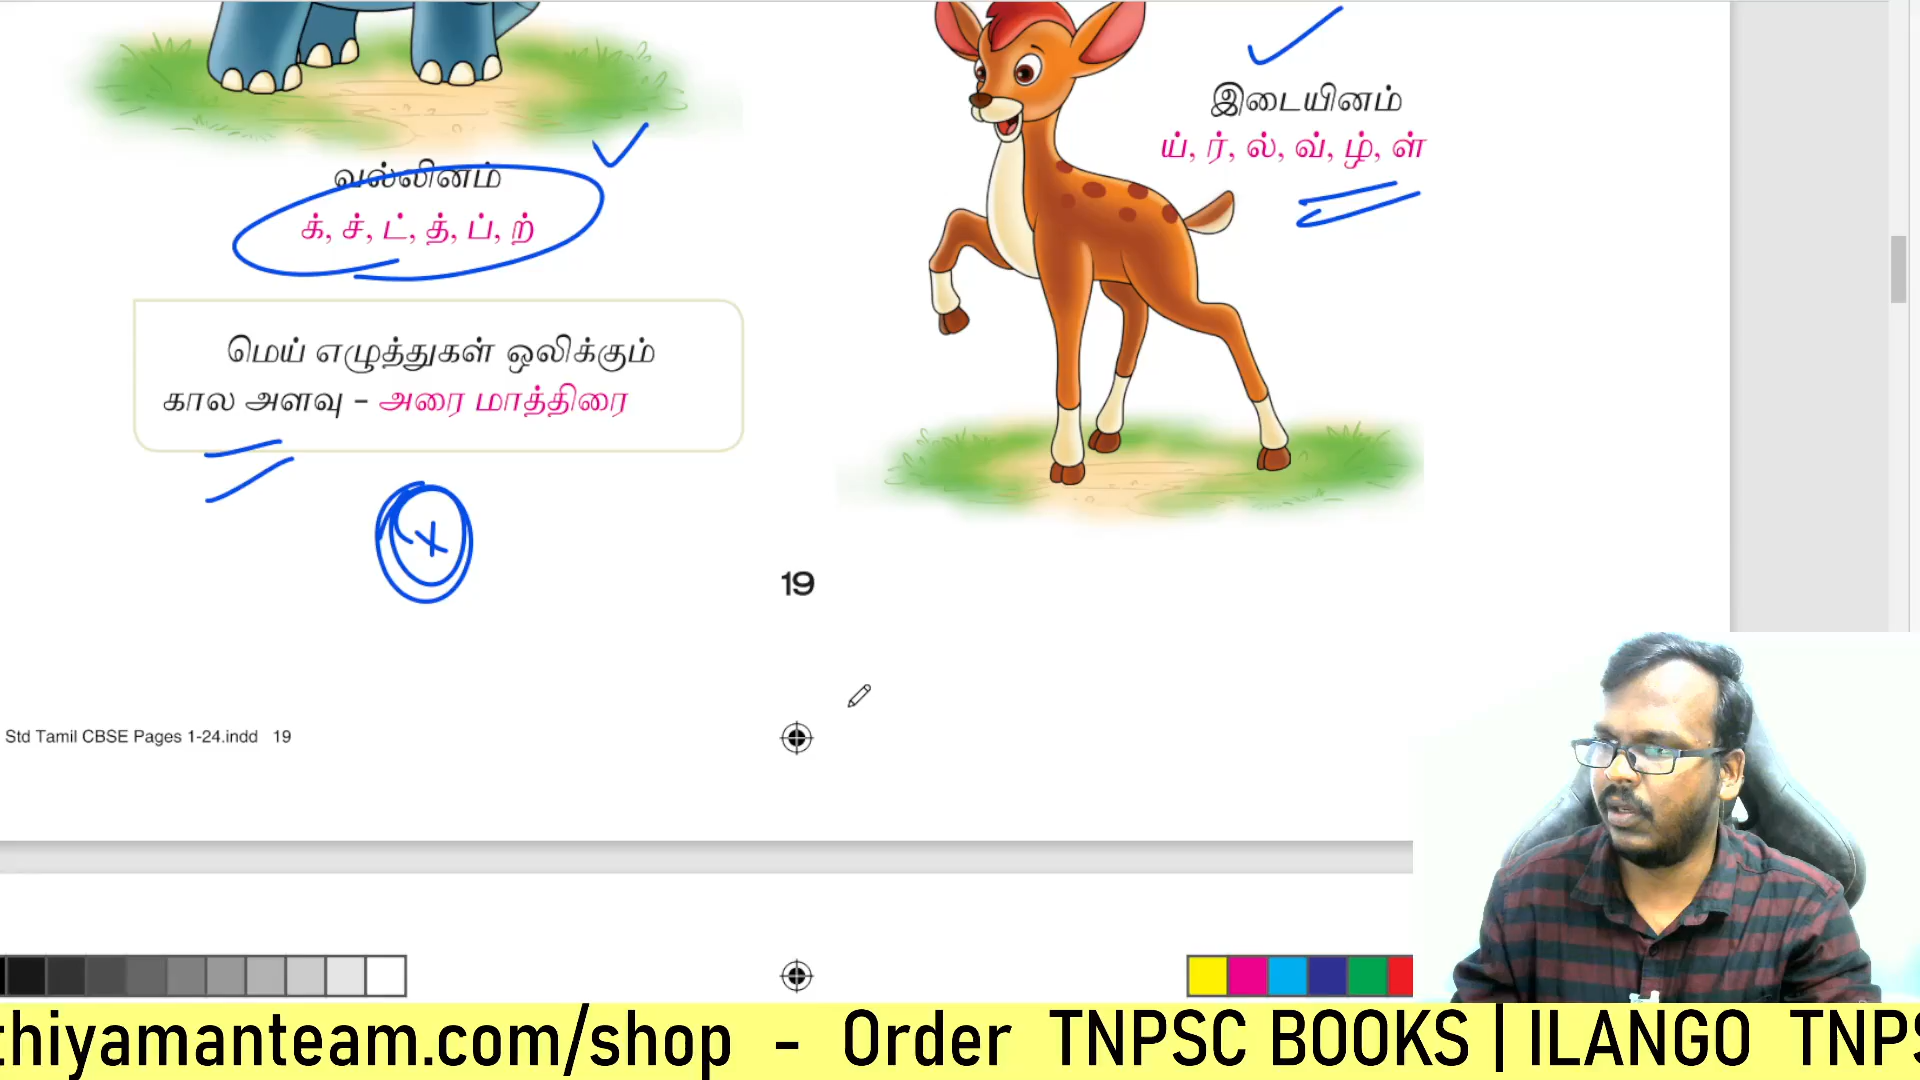 இடையினம்
ய், ர், ல், வ், ழ், ள்
வல்லினம்
க், ச், ட், த், ப், ற்
மெய் எழுத்துகள் ஒலிக்கும்
கால அளவு - அரை மாத்திரை
x
19
Std Tamil CBSE Pages 1-24.indd 19
thiyamanteam.com/shop - Order TNPSC BOOKS | ILANGO TNPS